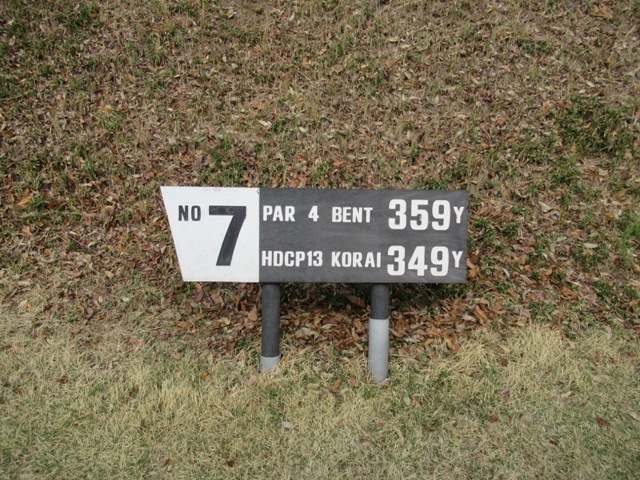 NO 7
PAR 4 BENT 359Y
HDCP13 KORAI 349Y